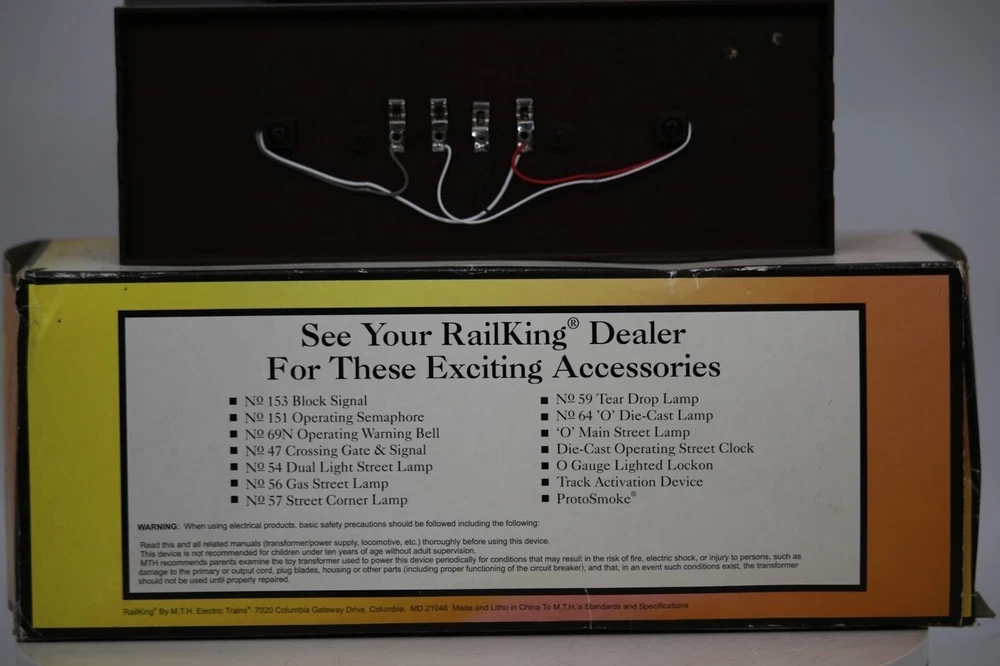 See Your RailKing® Dealer
For These Exciting Accessories
■ No 153 Block Signal
■ No 151 Operating Semaphore
■ No 69N Operating Warning Bell
■ No 47 Crossing Gate & Signal
■ No 54 Dual Light Street Lamp
■ No 56 Gas Street Lamp
■ No 57 Street Corner Lamp
■ No 59 Tear Drop Lamp
■ No 64 'O' Die-Cast Lamp
■ 'O' Main Street Lamp
■ Die-Cast Operating Street Clock
■ O Gauge Lighted Lockon
■ Track Activation Device
■ ProtoSmoke®
WARNING: When using electrical products, basic safety precautions should be followed including the following:
Read this and all related manuals (transformer/power supply, locomotive, etc.) thoroughly before using this device.
This device is not recommended for children under ten years of age without adult supervision.
MTH recommends parents examine the toy transformer used to power this device periodically for conditions that may result in the risk of fire, electric shock, or injury to persons, such as
damage to the primary or output cord, plug blades, housing or other parts (including proper functioning of the circuit breaker), and that, in an event such conditions exist, the transformer
should not be used until properly repaired.
RailKing® By M.T.H. Electric Trains® 7020 Columbia Gateway Drive, Columbia, MD 21046 Made and Litho in China To M.T.H.'s Standards and Specifications